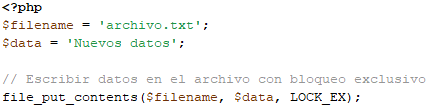 <?php
$filename = 'archivo.txt';
$data = 'Nuevos datos';
// Escribir datos en el archivo con bloqueo exclusivo
file_put_contents($filename, $data, LOCK_EX);